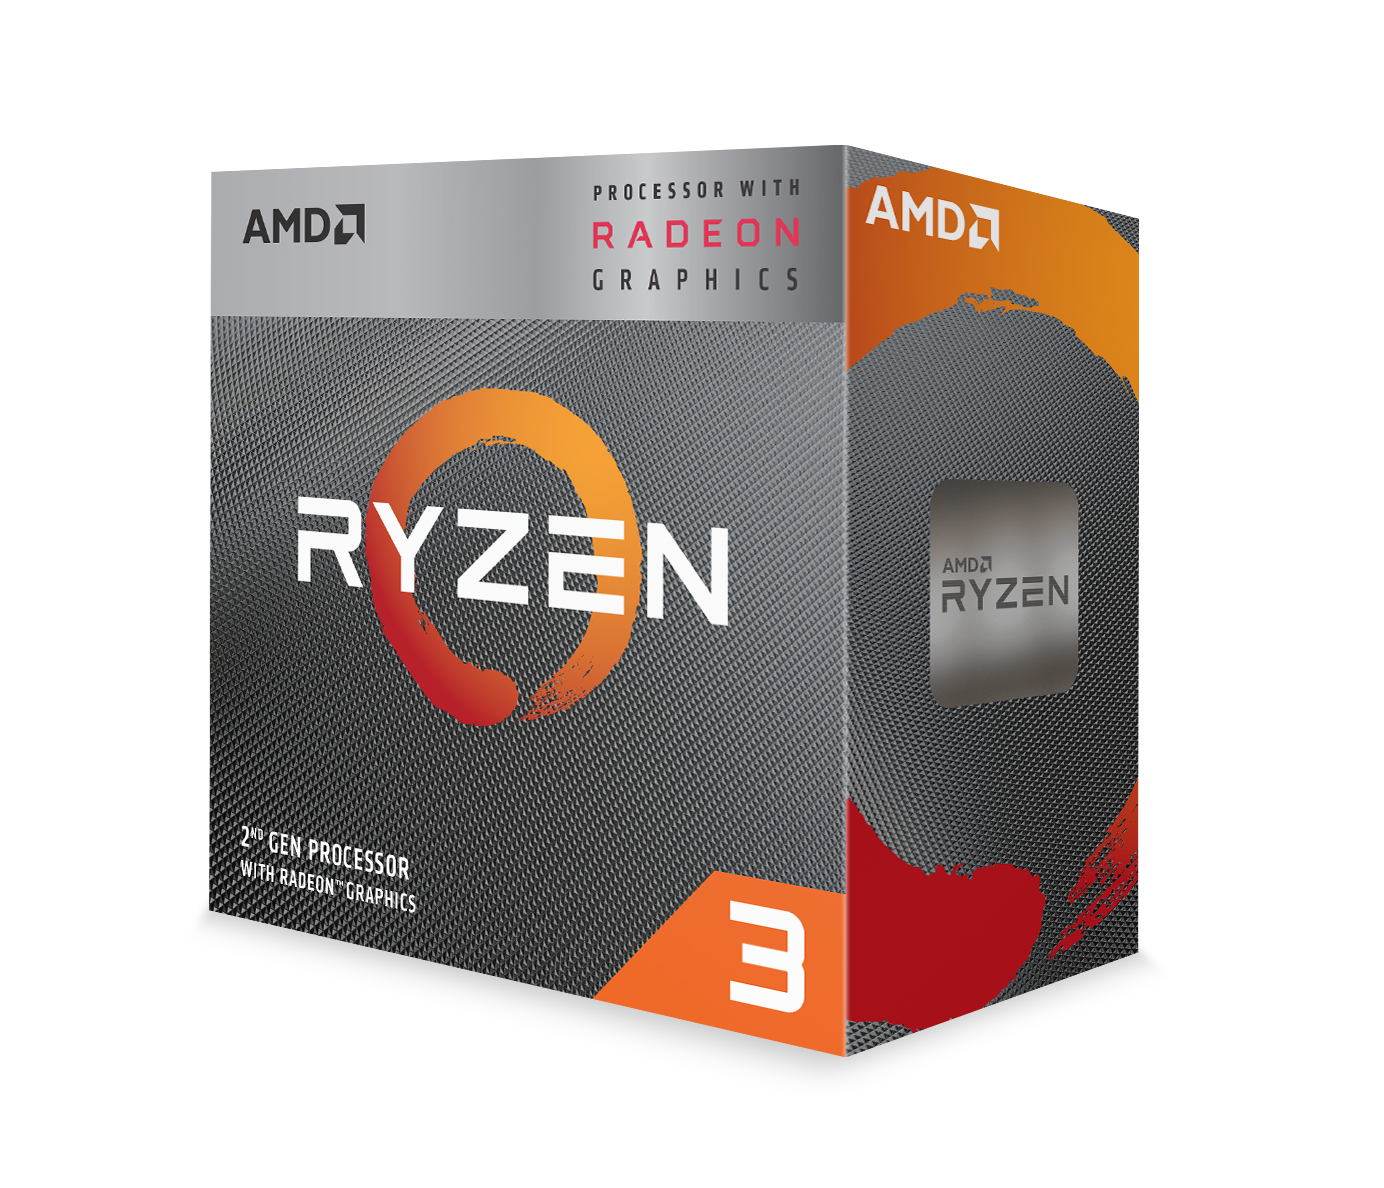 AMD
PROCESSOR WITH
RADEON
GRAPHICS
RYZEN
2ND GEN PROCESSOR
WITH RADEON™ GRAPHICS
3
AMD
AMD
RYZEN